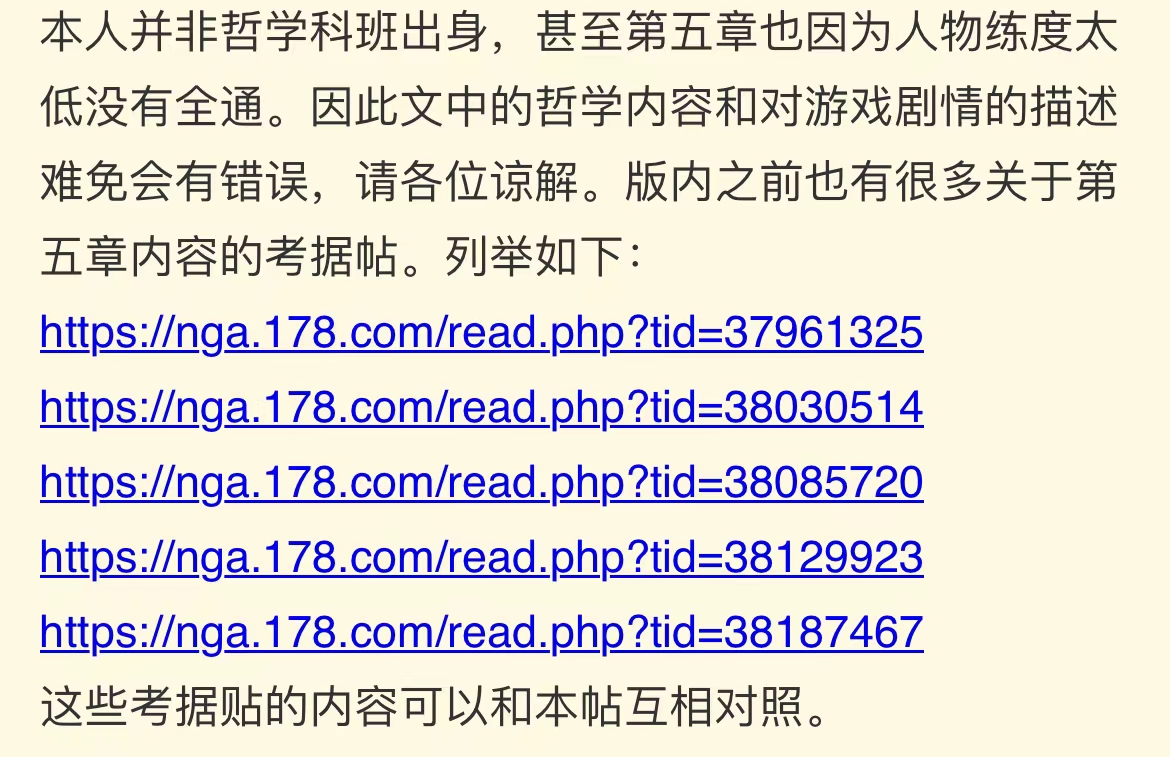 本人并非哲学科班出身，甚至第五章也因为人物练度太
低没有全通。因此文中的哲学内容和对游戏剧情的描述
难免会有错误，请各位谅解。版内之前也有很多关于第
五章内容的考据帖。列举如下：
https://nga.178.com/read.php?tid=37961325
https://nga.178.com/read.php?tid=38030514
https://nga.178.com/read.php?tid=38085720
https://nga.178.com/read.php?tid=38129923
https://nga.178.com/read.php?tid=38187467
这些考据贴的内容可以和本帖互相对照。